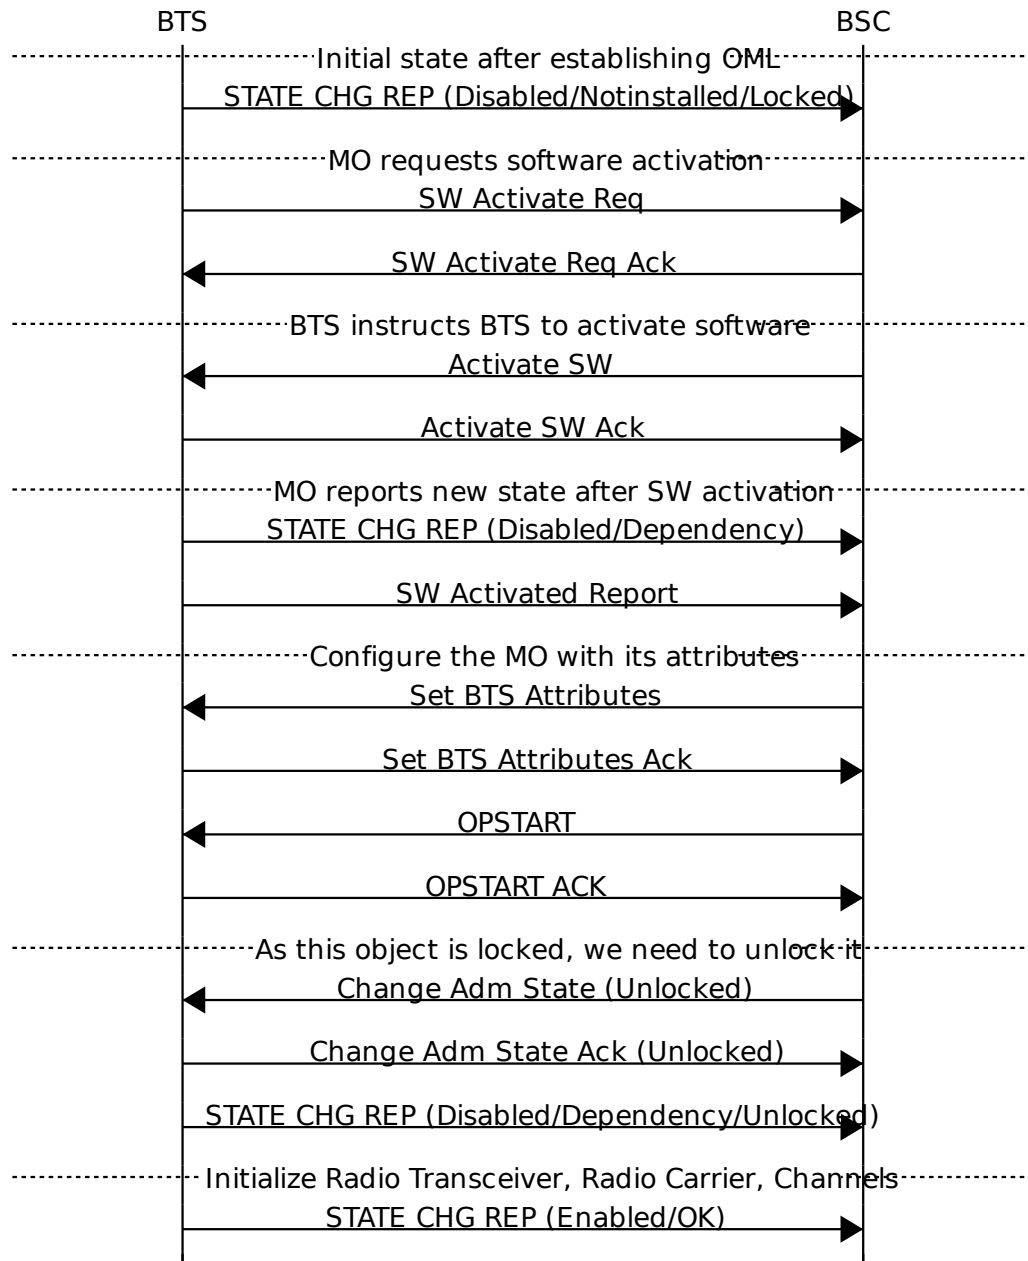 BTS BSC
Initial state after establishing OML
STATE CHG REP (Disabled/Notinstalled/Locked)
MO requests software activation
SW Activate Req
SW Activate Req Ack
BTS instructs BTS to activate software
Activate SW
Activate SW Ack
MO reports new state after SW activation
STATE CHG REP (Disabled/Dependency)
SW Activated Report
Configure the MO with its attributes
Set BTS Attributes
Set BTS Attributes Ack
OPSTART
OPSTART ACK
As this object is locked, we need to unlock it
Change Adm State (Unlocked)
Change Adm State Ack (Unlocked)
STATE CHG REP (Disabled/Dependency/Unlocked)
Initialize Radio Transceiver, Radio Carrier, Channels
STATE CHG REP (Enabled/OK)